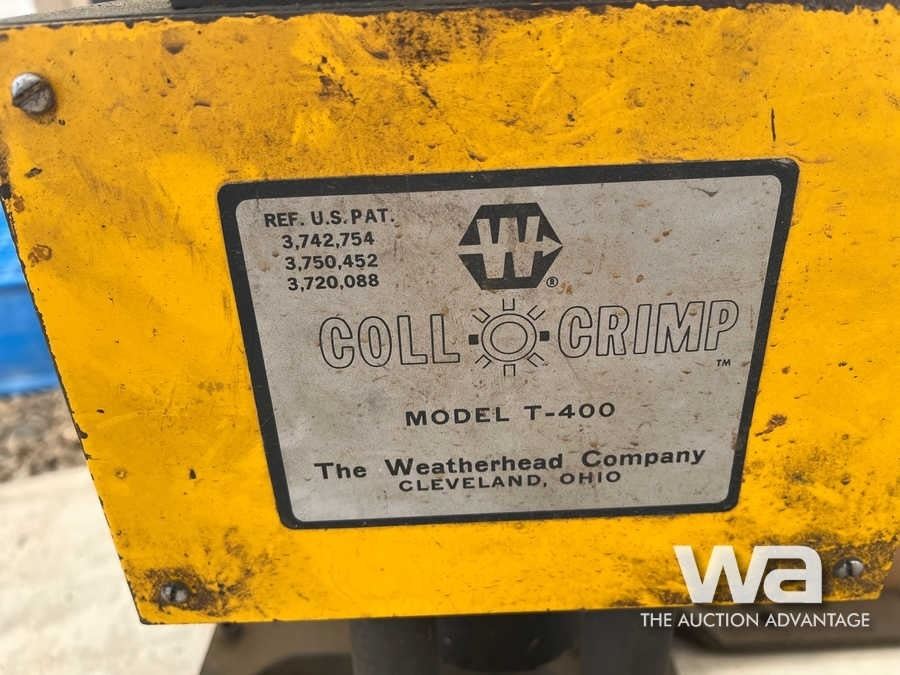 REF. U.S. PAT.
3,742,754
3,750,452
3,720,088
W
®
COLL O CRIMP
TM
MODEL T-400
The Weatherhead Company
CLEVELAND, OHIO
wa
THE AUCTION ADVANTAGE